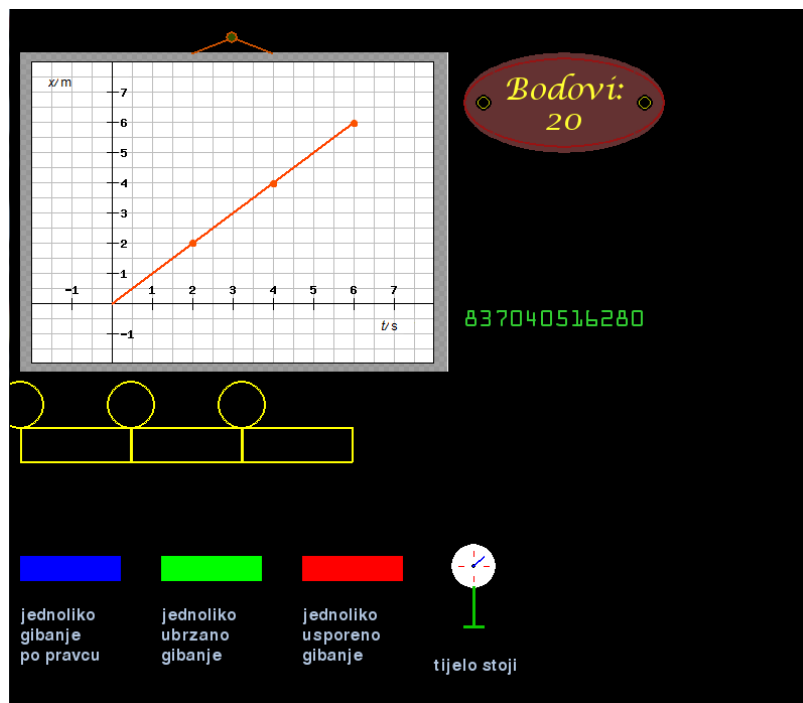 x/m
7
6
5
4
3
2
1
-1
1
2
3
4
5
6
7
-1
t/s
Bodovi:
20
837040516280
jednoliko
gibanje
po pravcu
jednoliko
ubrzano
gibanje
jednoliko
usporeno
gibanje
tijelo stoji